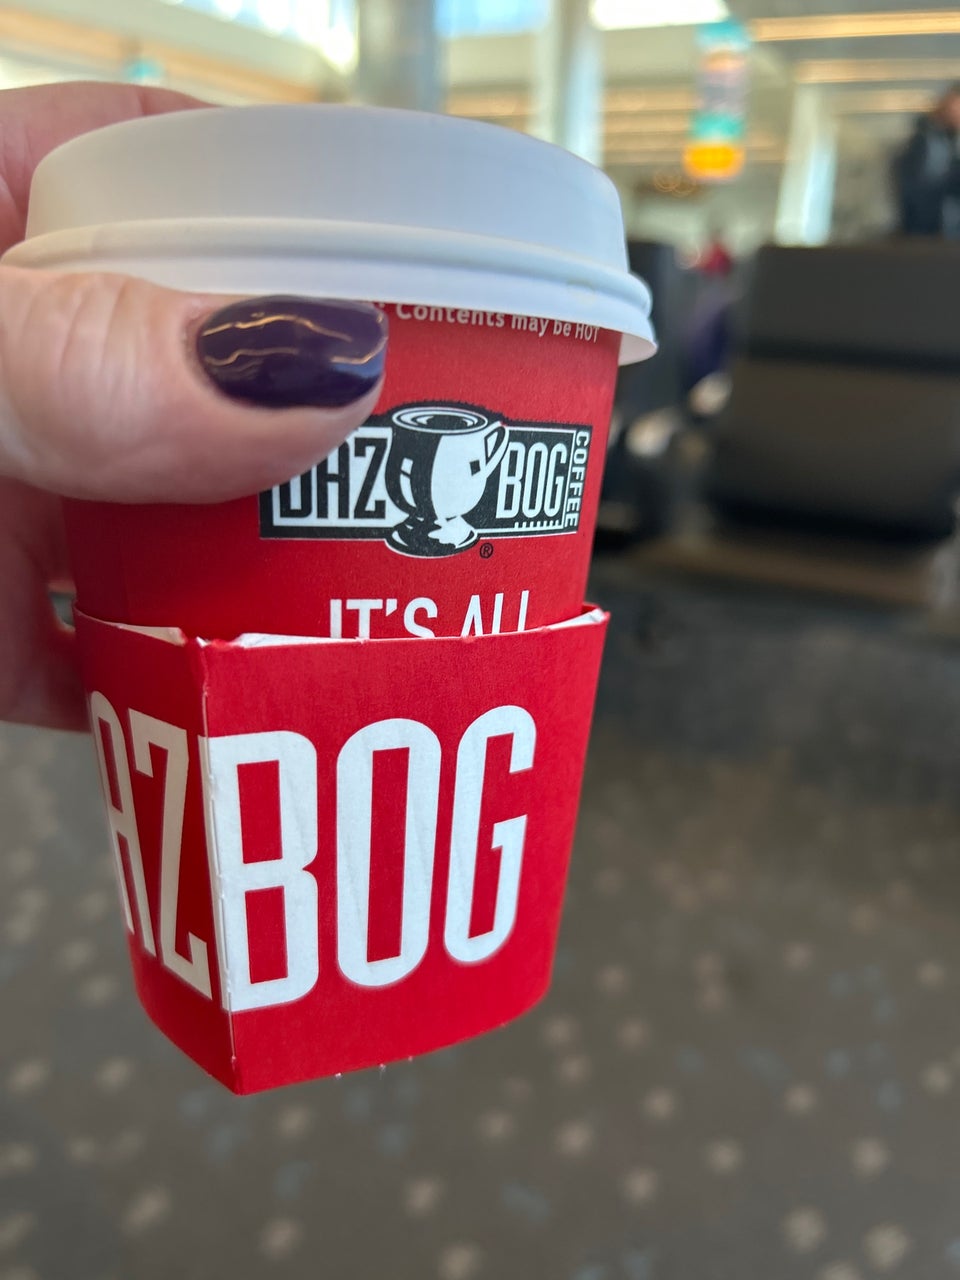 Contents may be HOT
DAZ BOG COFFEE
®
IT'S ALL
AZBOG